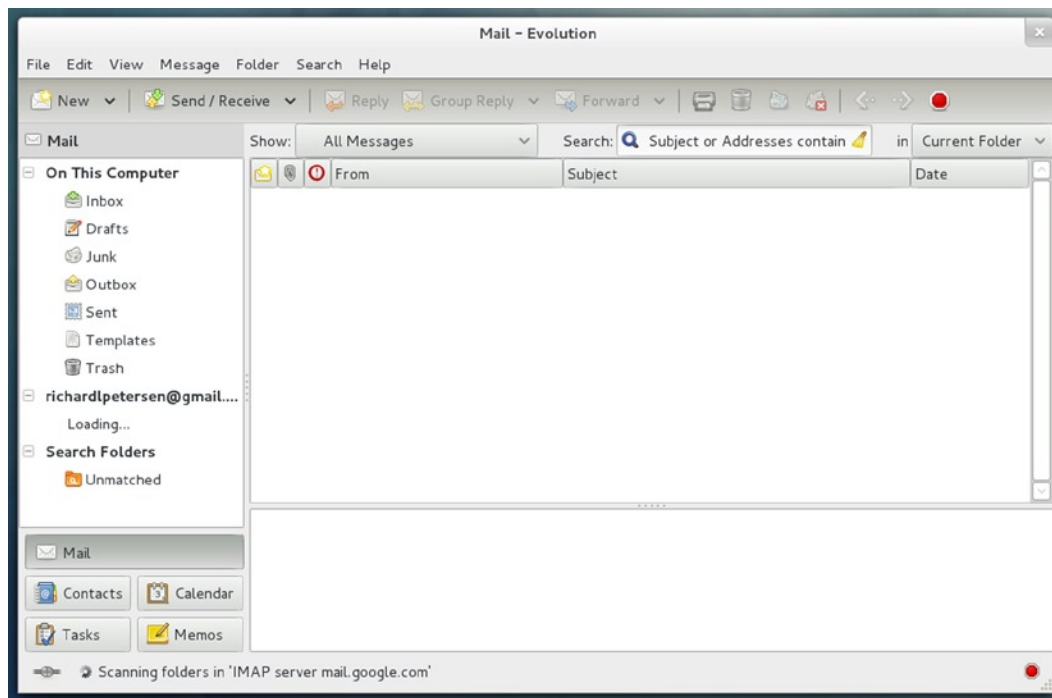 Mail – Evolution
File Edit View Message Folder Search Help
New Send / Receive Reply Group Reply Forward
Mail Show: All Messages Search: Subject or Addresses contain in Current Folder
On This Computer From Subject Date
Inbox
Drafts
Junk
Outbox
Sent
Templates
Trash
richardlpetersen@gmail....
Loading...
Search Folders
Unmatched
Mail
Contacts 3 Calendar
Tasks Memos
Scanning folders in 'IMAP server mail.google.com'